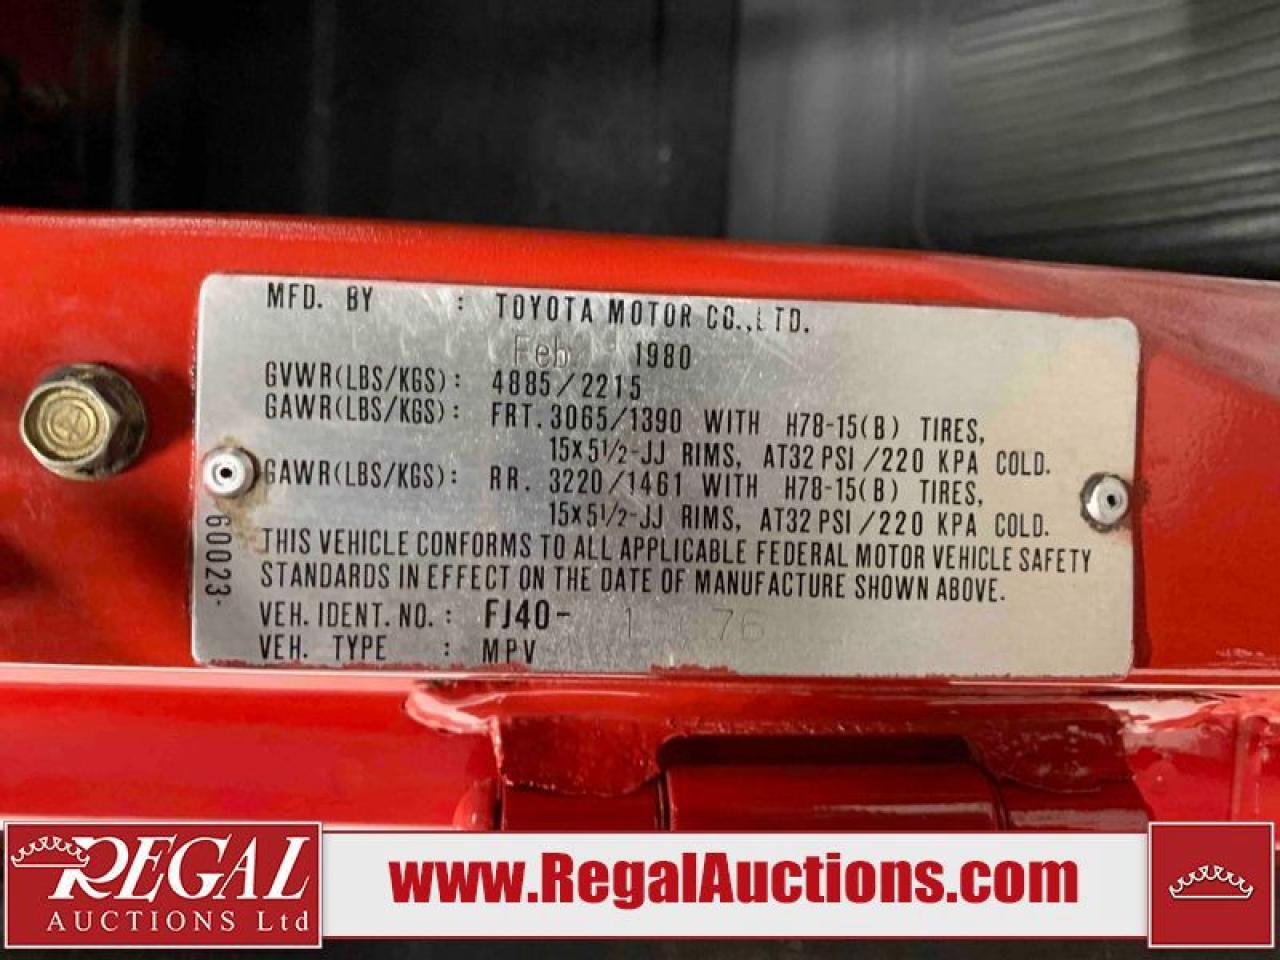 MFD. BY : TOYOTA MOTOR CO.,LTD.
Feb 1980
GVWR(LBS/KGS): 4885/2215
GAWR(LBS/KGS): FRT. 3065/1390 WITH H78-15(B) TIRES,
15X5 1/2-JJ RIMS, AT32 PSI/220 KPA COLD.
GAWR(LBS/KGS): RR. 3220/1461 WITH H78-15(B) TIRES,
15X5 1/2-JJ RIMS, AT32 PSI/220 KPA COLD.
THIS VEHICLE CONFORMS TO ALL APPLICABLE FEDERAL MOTOR VEHICLE SAFETY
STANDARDS IN EFFECT ON THE DATE OF MANUFACTURE SHOWN ABOVE.
VEH. IDENT. NO. : FJ40-
VEH. TYPE : MPV
60023-
REGAL
AUCTIONS Ltd
www.RegalAuctions.com